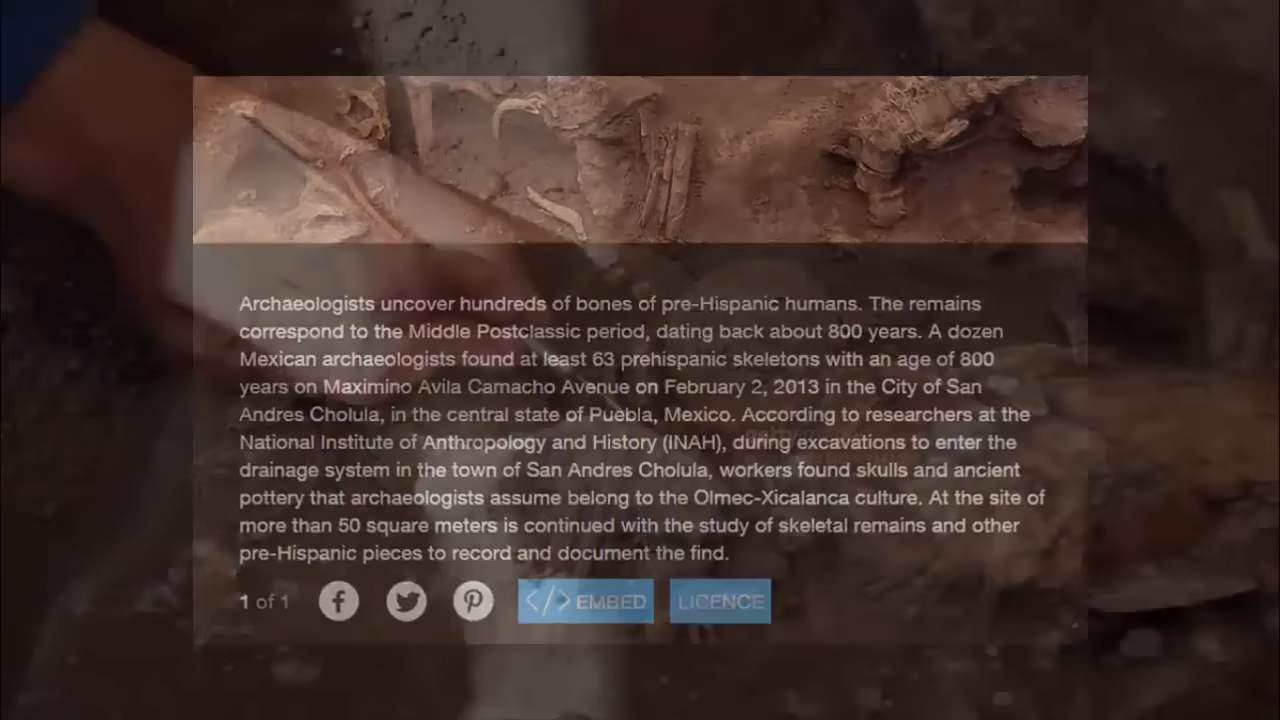 Archaeologists uncover hundreds of bones of pre-Hispanic humans. The remains
correspond to the Middle Postclassic period, dating back about 800 years. A dozen
Mexican archaeologists found at least 63 prehispanic skeletons with an age of 800
years on Maximino Avila Camacho Avenue on February 2, 2013 in the City of San
Andres Cholula, in the central state of Puebla, Mexico. According to researchers at the
National Institute of Anthropology and History (INAH), during excavations to enter the
drainage system in the town of San Andres Cholula, workers found skulls and ancient
pottery that archaeologists assume belong to the Olmec-Xicalanca culture. At the site of
more than 50 square meters is continued with the study of skeletal remains and other
pre-Hispanic pieces to record and document the find.
1 of 1 </> EMBED LICENCE